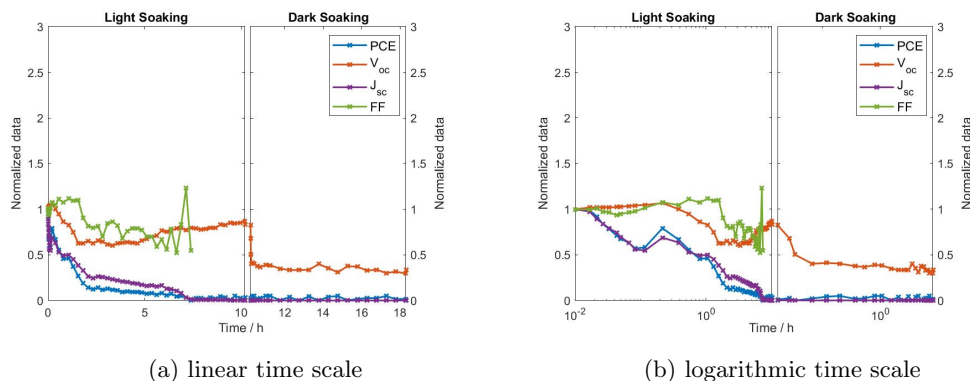 Light Soaking Dark Soaking
3 3
PCE
V_oc
J_sc
FF
2.5 2.5
2 2
Normalized data Normalized data
1.5 1.5
1 1
0.5 0.5
0 0
0 5 10 12 14 16 18
Time / h
(a) linear time scale
Light Soaking Dark Soaking
3 3
PCE
V_oc
J_sc
FF
2.5 2.5
2 2
Normalized data Normalized data
1.5 1.5
1 1
0.5 0.5
0 0
10^-2 10^0 10^0
Time / h
(b) logarithmic time scale